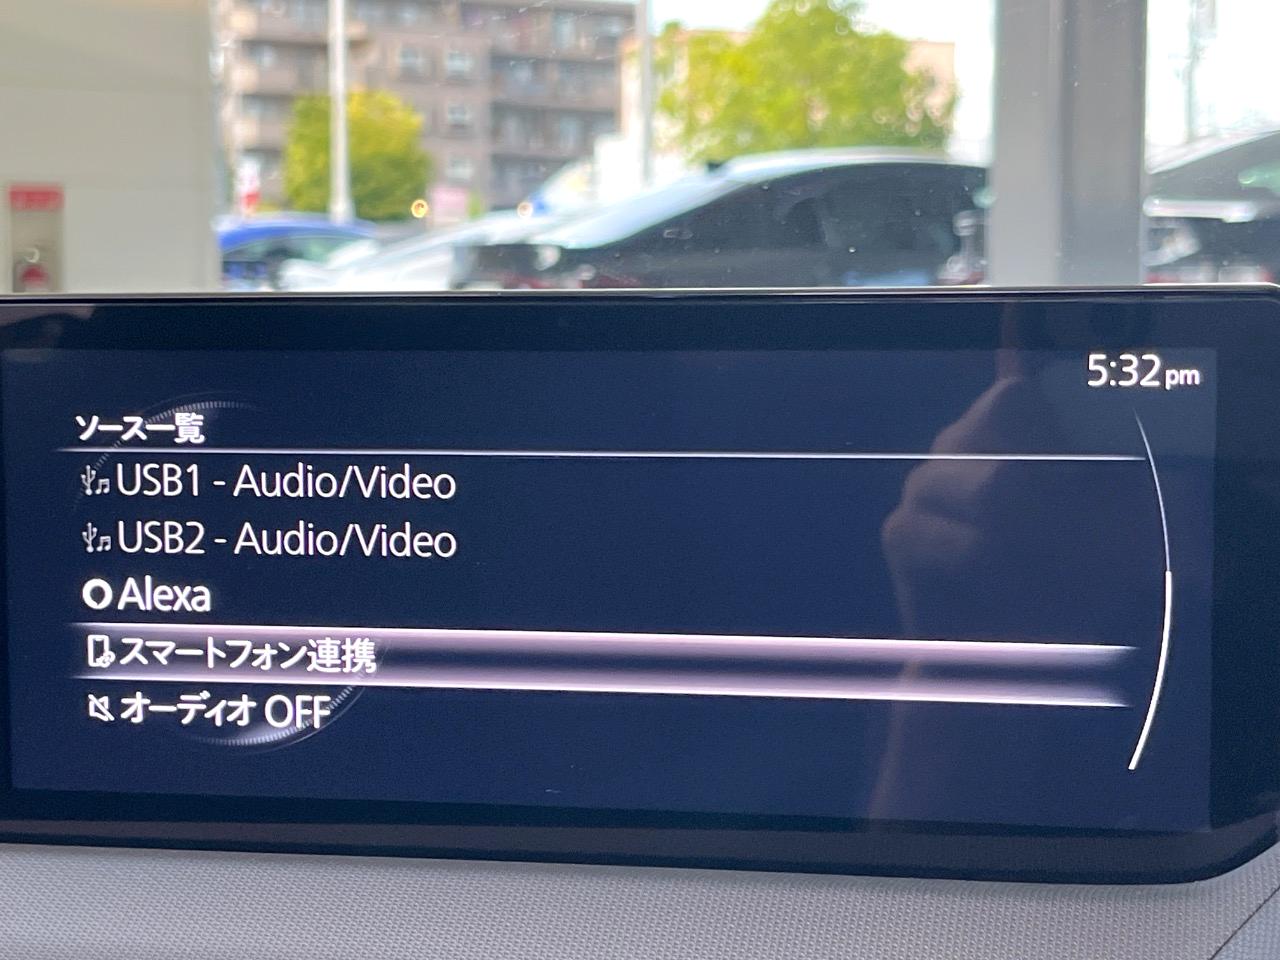 5:32pm
ソース一覧
USB1 - Audio/Video
USB2 - Audio/Video
Alexa
スマートフォン連携
オーディオ OFF